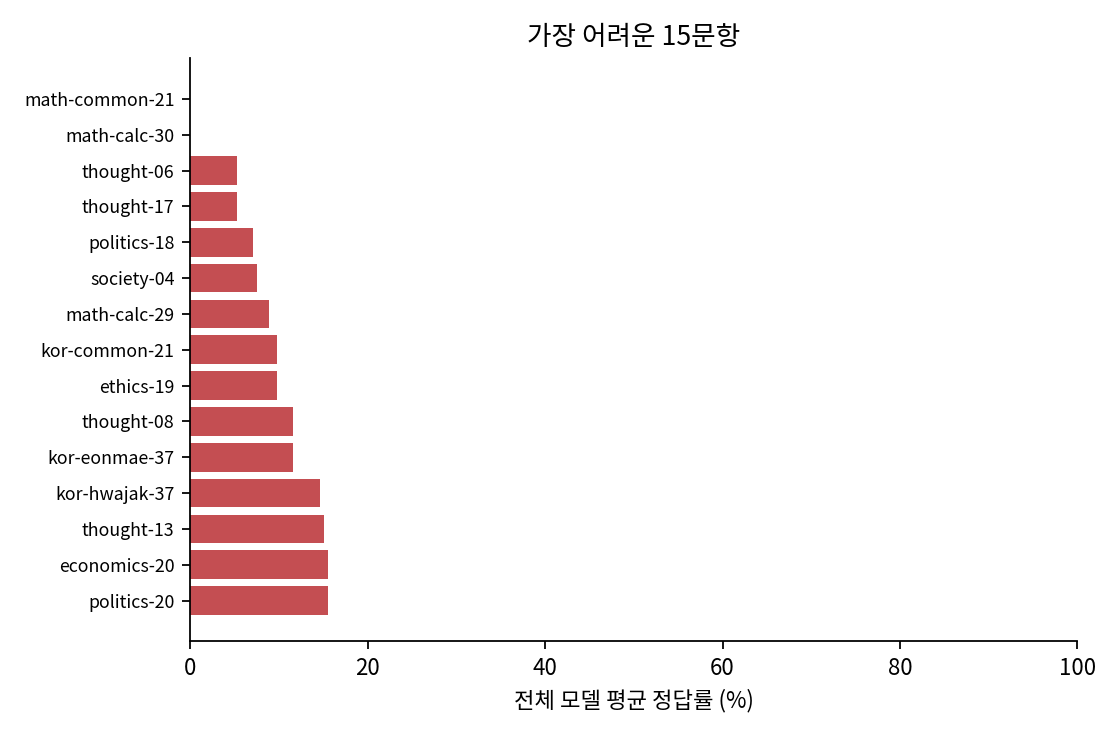 가장 어려운 15문항
math-common-21
math-calc-30
thought-06
thought-17
politics-18
society-04
math-calc-29
kor-common-21
ethics-19
thought-08
kor-eonmae-37
kor-hwajak-37
thought-13
economics-20
politics-20
0 20 40 60 80 100
전체 모델 평균 정답률 (%)